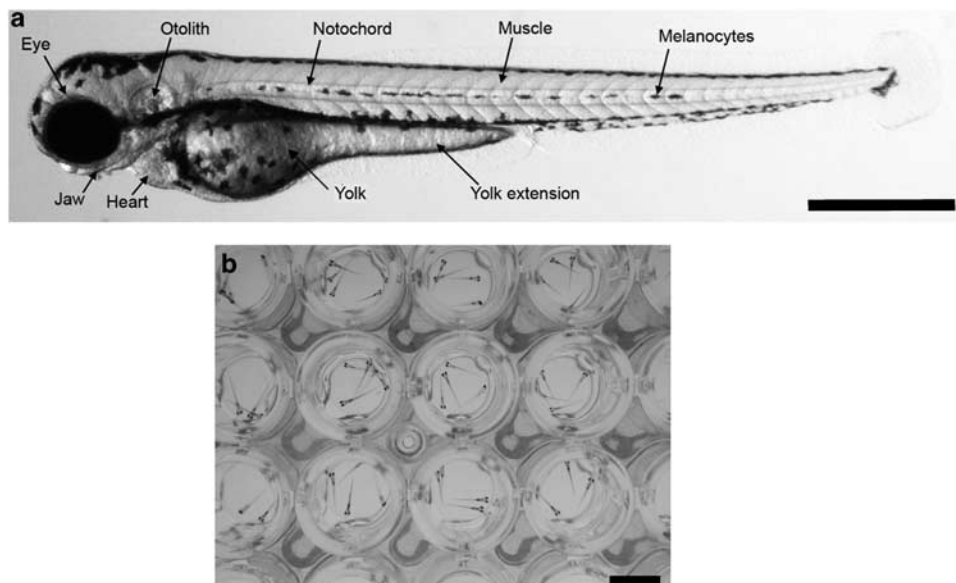 a
Otolith
Notochord
Muscle
Melanocytes
Eye
Jaw
Heart
Yolk
Yolk extension
b